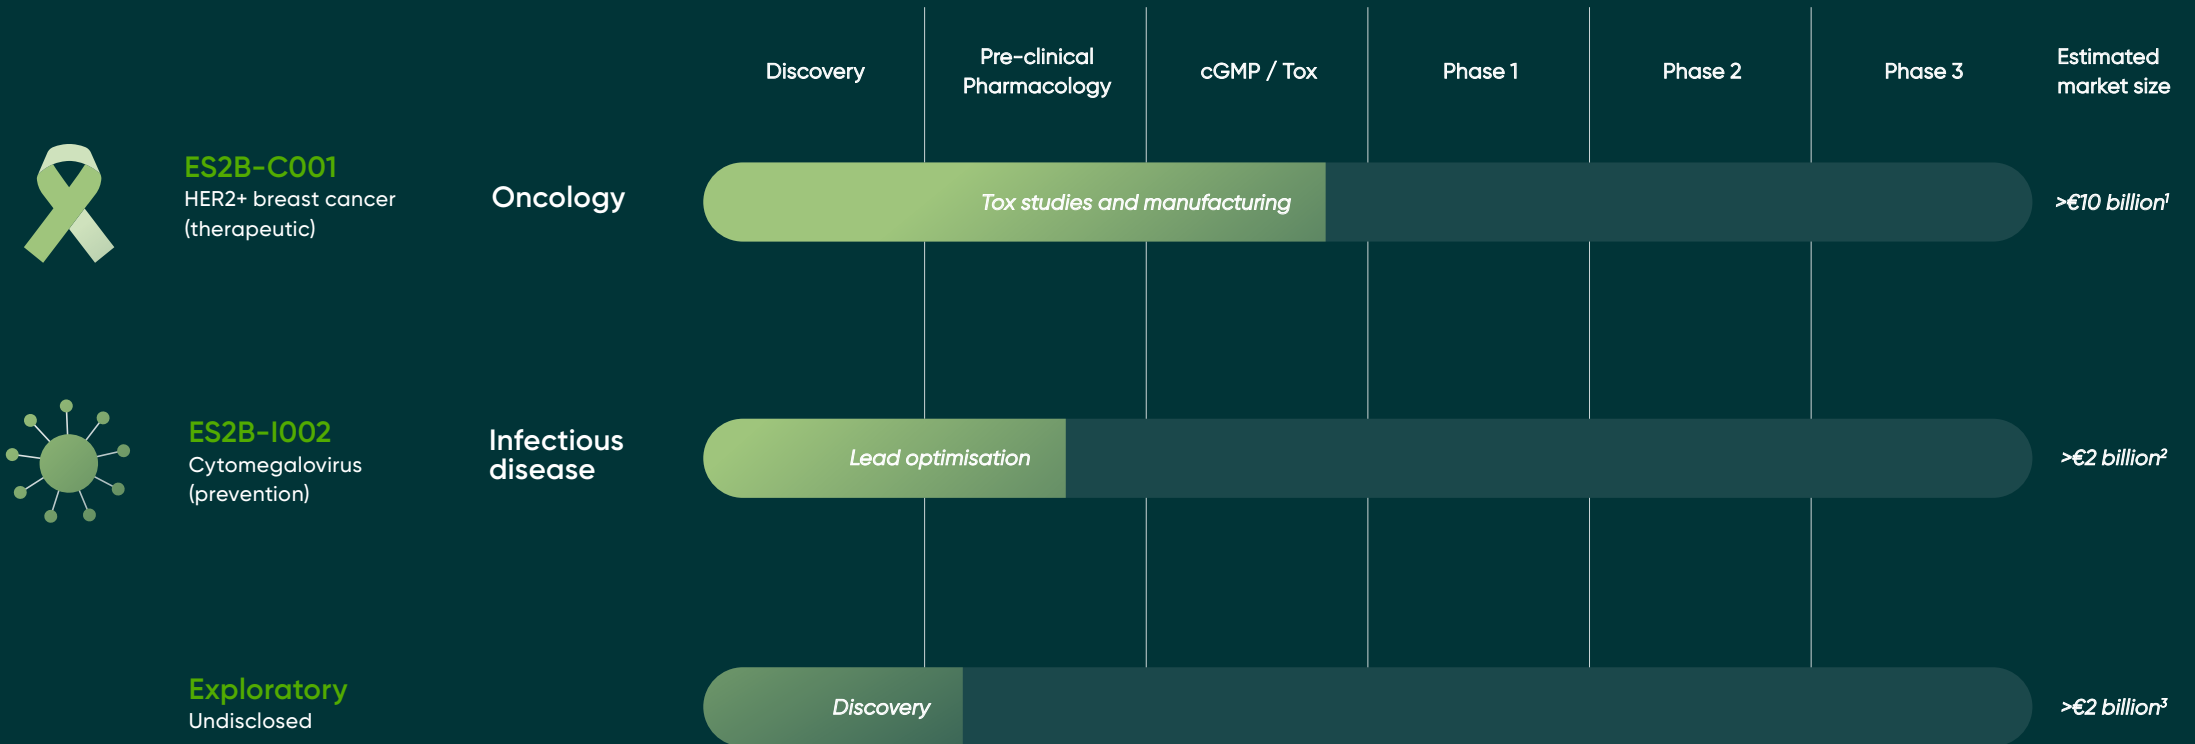 Discovery
Pre-clinical
Pharmacology
cGMP / Tox
Phase 1
Phase 2
Phase 3
Estimated
market size
ES2B-C001
HER2+ breast cancer
(therapeutic)
Oncology
Tox studies and manufacturing
>€10 billion¹
ES2B-I002
Cytomegalovirus
(prevention)
Infectious
disease
Lead optimisation
>€2 billion²
Exploratory
Undisclosed
Discovery
>€2 billion³